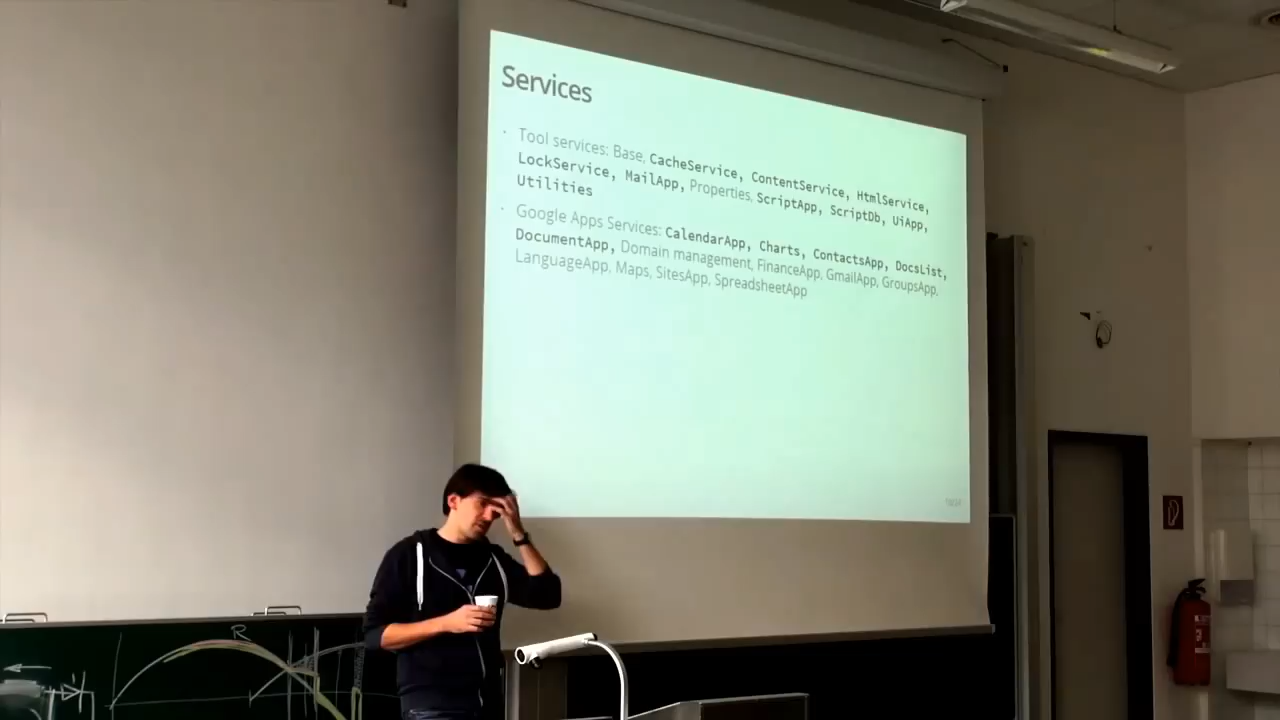 Services
Tool services: Base, CacheService, ContentService, HtmlService,
LockService, MailApp, Properties, ScriptApp, ScriptDb, UiApp,
Utilities
Google Apps Services: CalendarApp, Charts, ContactsApp, DocsList,
DocumentApp, Domain management, FinanceApp, GmailApp, GroupsApp,
LanguageApp, Maps, SitesApp, SpreadsheetApp
R